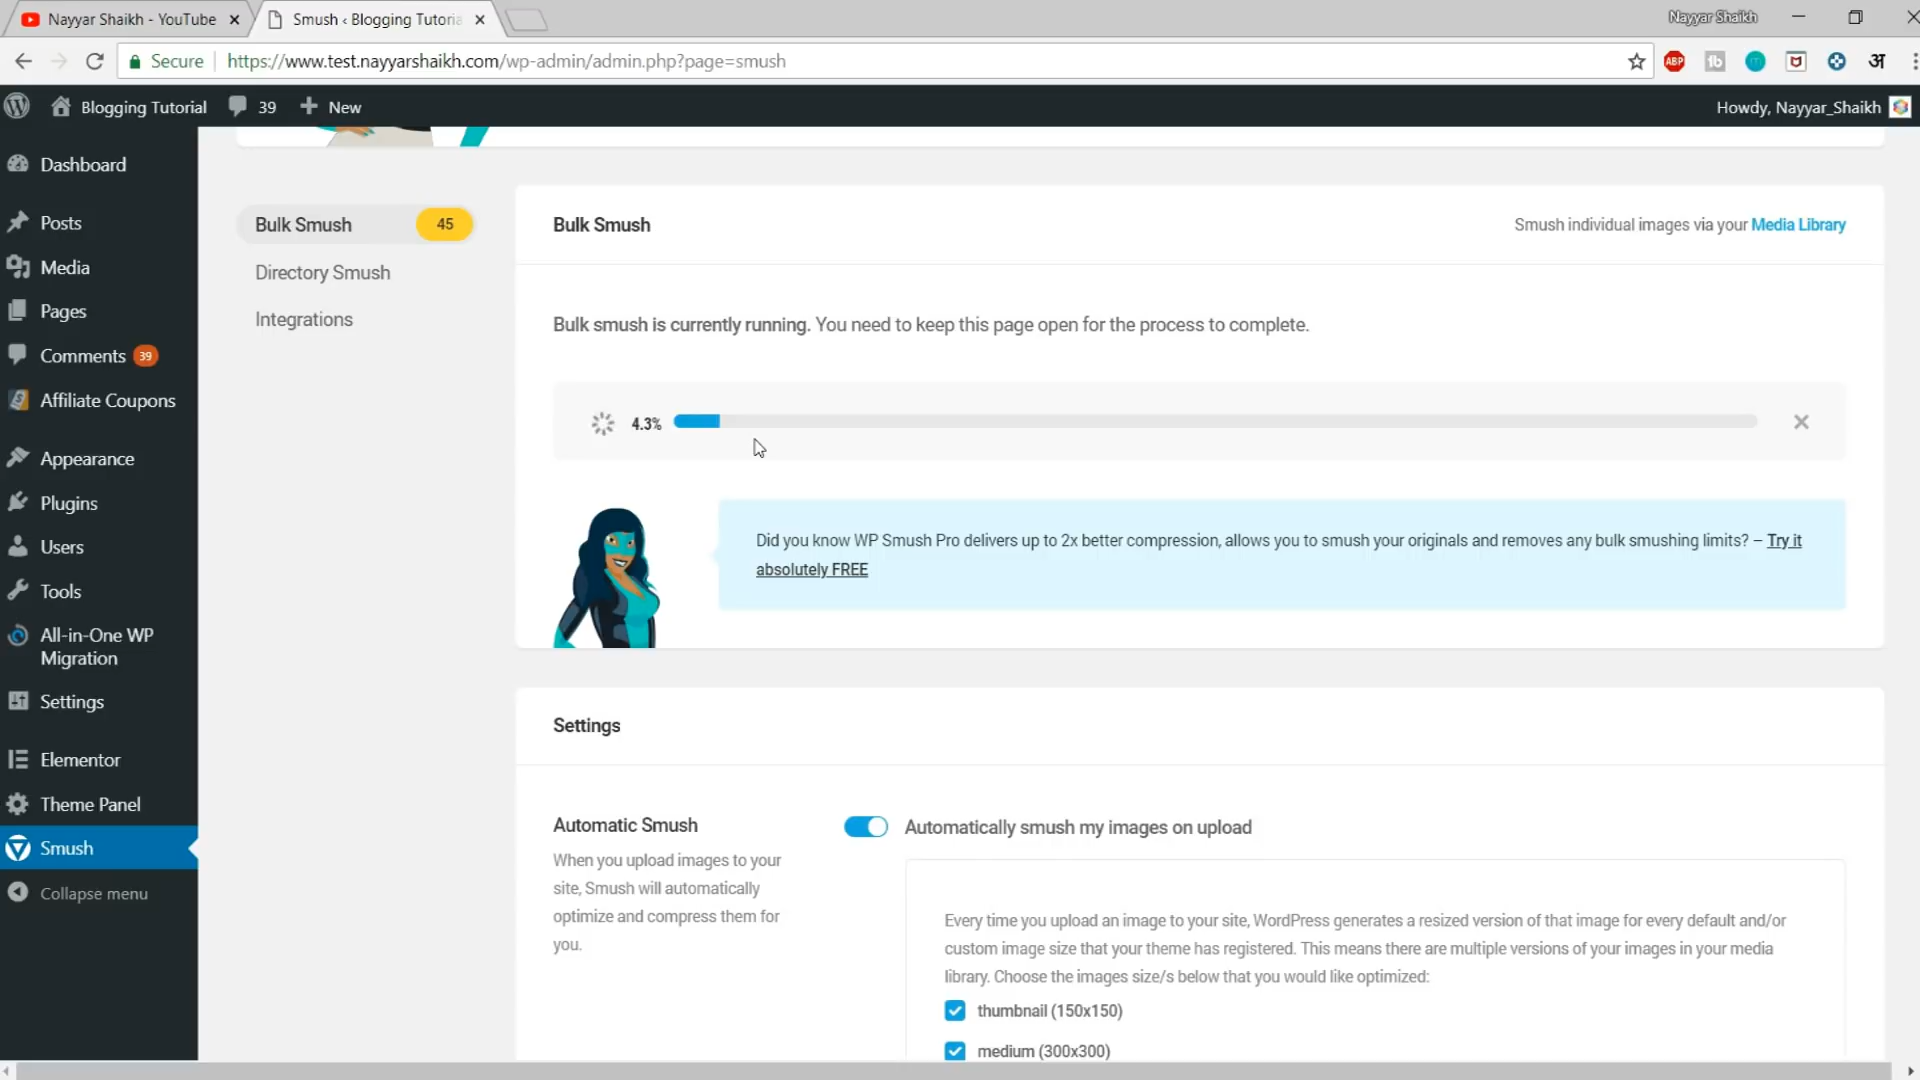 Nayyar Shaikh - YouTube
Smush ‹ Blogging Tutoria
Nayyar Shaikh
Secure
https://www.test.nayyarshaikh.com/wp-admin/admin.php?page=smush
ABP
fb
अ
Blogging Tutorial
39
New
Howdy, Nayyar_Shaikh
Dashboard
Posts
Media
Pages
Comments 39
Affiliate Coupons
Appearance
Plugins
Users
Tools
All-in-One WP
Migration
Settings
Elementor
Theme Panel
Smush
Collapse menu
Bulk Smush
45
Directory Smush
Integrations
Bulk Smush
Smush individual images via your Media Library
Bulk smush is currently running. You need to keep this page open for the process to complete.
4.3%
Did you know WP Smush Pro delivers up to 2x better compression, allows you to smush your originals and removes any bulk smushing limits? – Try it
absolutely FREE
Settings
Automatic Smush
When you upload images to your
site, Smush will automatically
optimize and compress them for
you.
Automatically smush my images on upload
Every time you upload an image to your site, WordPress generates a resized version of that image for every default and/or
custom image size that your theme has registered. This means there are multiple versions of your images in your media
library. Choose the images size/s below that you would like optimized:
thumbnail (150x150)
medium (300x300)